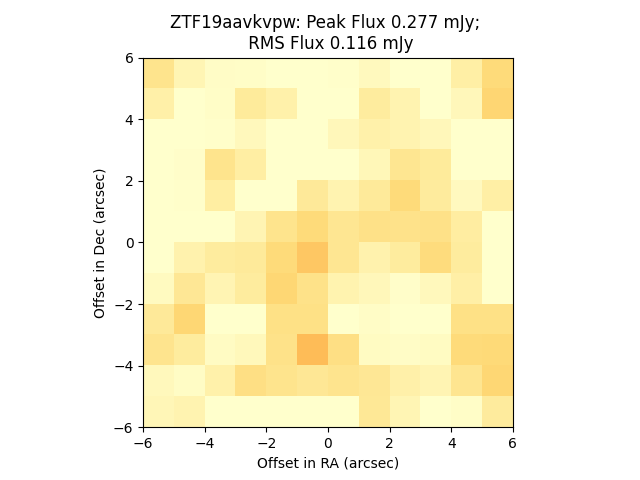 ZTF19aavkvpw: Peak Flux 0.277 mJy;
RMS Flux 0.116 mJy
6
4
2
0
−2
−4
−6
Offset in Dec (arcsec)
−6 −4 −2 0 2 4 6
Offset in RA (arcsec)